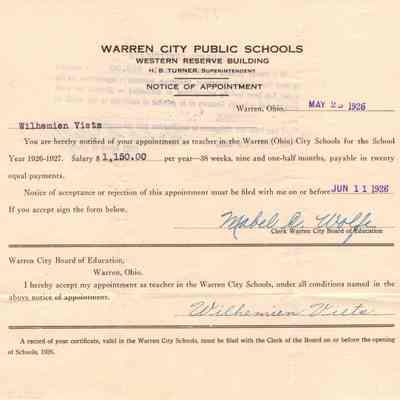 WARREN CITY PUBLIC SCHOOLS
WESTERN RESERVE BUILDING
H. B. TURNER, SUPERINTENDENT
NOTICE OF APPOINTMENT
Warren, Ohio, MAY 25 1926
Wilhemien Vista
You are hereby notified of your appointment as teacher in the Warren (Ohio) City Schools for the School
Year 1926-1927. Salary $ 1,150.00 per year—38 weeks, nine and one-half months, payable in twenty
equal payments.
Notice of acceptance or rejection of this appointment must be filed with me on or before JUN 11 1926
If you accept sign the form below.
Mabel A. Wolfe
Clerk Warren City Board of Education
Warren City Board of Education,
Warren, Ohio.
I hereby accept my appointment as teacher in the Warren City Schools, under all conditions named in the
above notice of appointment.
Wilhemien Vista
A record of your certificate, valid in the Warren City Schools, must be filed with the Clerk of the Board on or before the opening
of Schools, 1926.